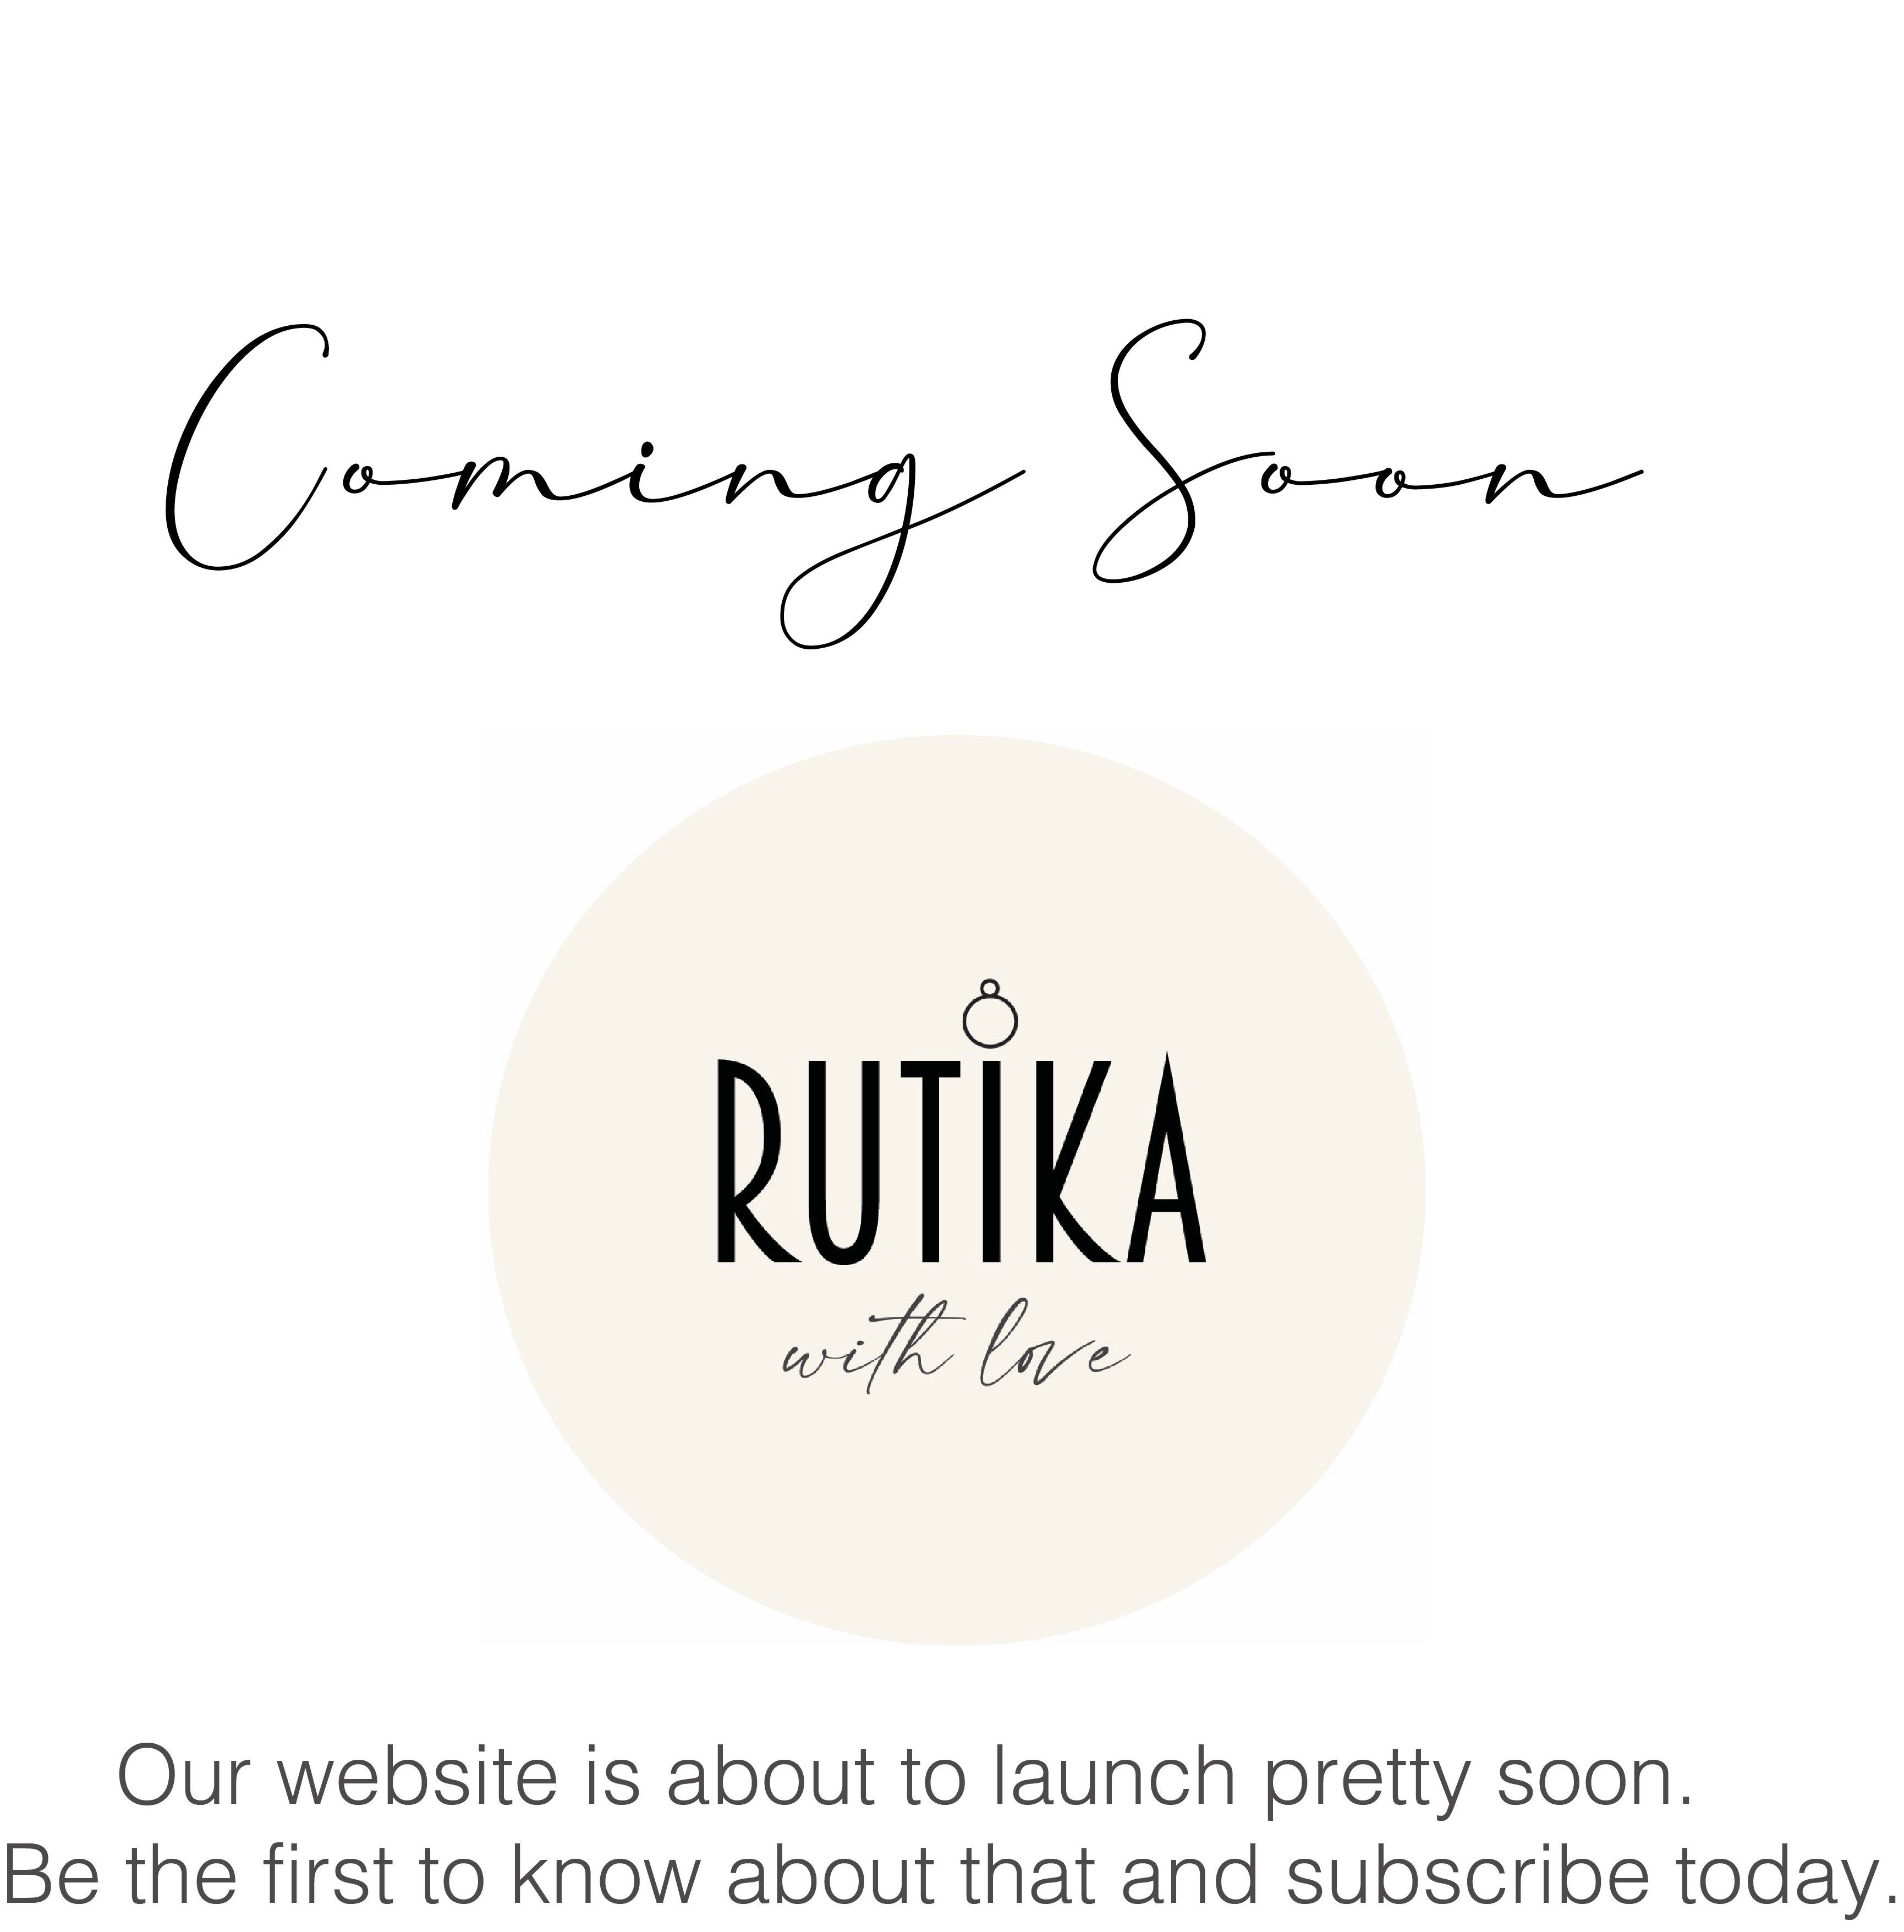 Coming Soon
RUTIKA
with love
Our website is about to launch pretty soon.
Be the first to know about that and subscribe today.